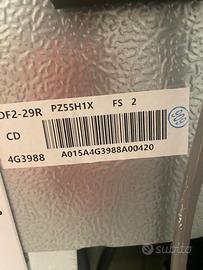 DF2-29R PZ55H1X FS 2
CD
4G3988 A015A4G3988A00420
subito